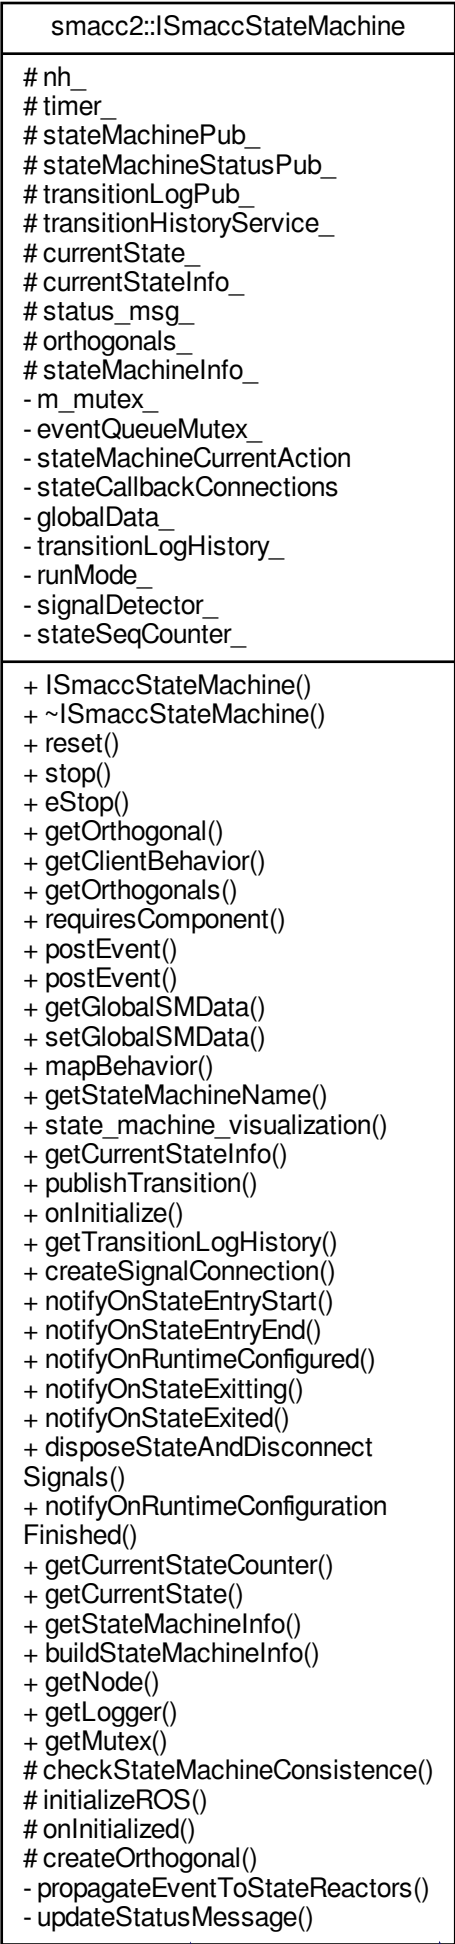 smacc2::ISmaccStateMachine
# nh_
# timer_
# stateMachinePub_
# stateMachineStatusPub_
# transitionLogPub_
# transitionHistoryService_
# currentState_
# currentStateInfo_
# status_msg_
# orthogonals_
# stateMachineInfo_
- m_mutex_
- eventQueueMutex_
- stateMachineCurrentAction
- stateCallbackConnections
- globalData_
- transitionLogHistory_
- runMode_
- signalDetector_
- stateSeqCounter_
+ ISmaccStateMachine()
+ ~ISmaccStateMachine()
+ reset()
+ stop()
+ eStop()
+ getOrthogonal()
+ getClientBehavior()
+ getOrthogonals()
+ requiresComponent()
+ postEvent()
+ postEvent()
+ getGlobalSMData()
+ setGlobalSMData()
+ mapBehavior()
+ getStateMachineName()
+ state_machine_visualization()
+ getCurrentStateInfo()
+ publishTransition()
+ onInitialize()
+ getTransitionLogHistory()
+ createSignalConnection()
+ notifyOnStateEntryStart()
+ notifyOnStateEntryEnd()
+ notifyOnRuntimeConfigured()
+ notifyOnStateExitting()
+ notifyOnStateExited()
+ disposeStateAndDisconnect
Signals()
+ notifyOnRuntimeConfiguration
Finished()
+ getCurrentStateCounter()
+ getCurrentState()
+ getStateMachineInfo()
+ buildStateMachineInfo()
+ getNode()
+ getLogger()
+ getMutex()
# checkStateMachineConsistence()
# initializeROS()
# onInitialized()
# createOrthogonal()
- propagateEventToStateReactors()
- updateStatusMessage()